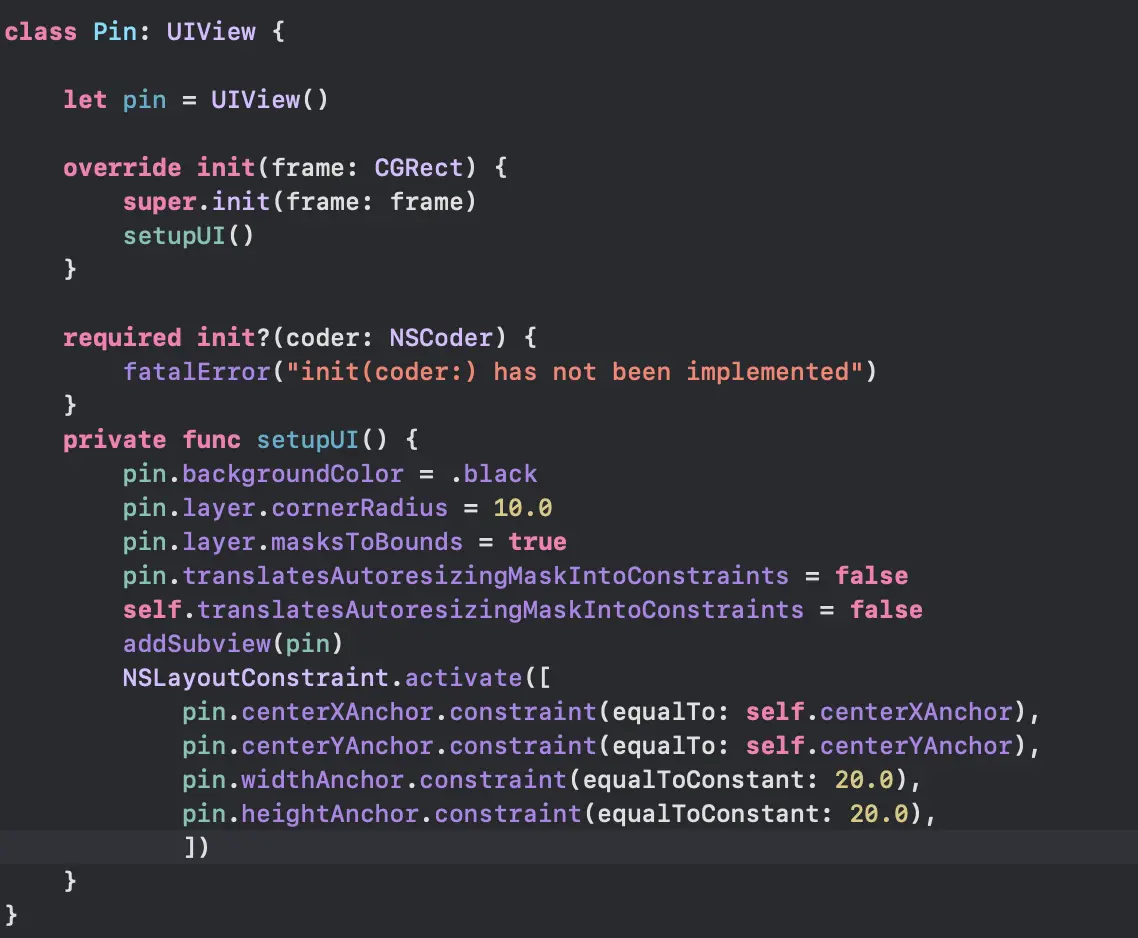 class Pin: UIView {
let pin = UIView()
override init(frame: CGRect) {
super.init(frame: frame)
setupUI()
}
required init?(coder: NSCoder) {
fatalError("init(coder:) has not been implemented")
}
private func setupUI() {
pin.backgroundColor = .black
pin.layer.cornerRadius = 10.0
pin.layer.masksToBounds = true
pin.translatesAutoresizingMaskIntoConstraints = false
self.translatesAutoresizingMaskIntoConstraints = false
addSubview(pin)
NSLayoutConstraint.activate([
pin.centerXAnchor.constraint(equalTo: self.centerXAnchor),
pin.centerYAnchor.constraint(equalTo: self.centerYAnchor),
pin.widthAnchor.constraint(equalToConstant: 20.0),
pin.heightAnchor.constraint(equalToConstant: 20.0),
])
}
}